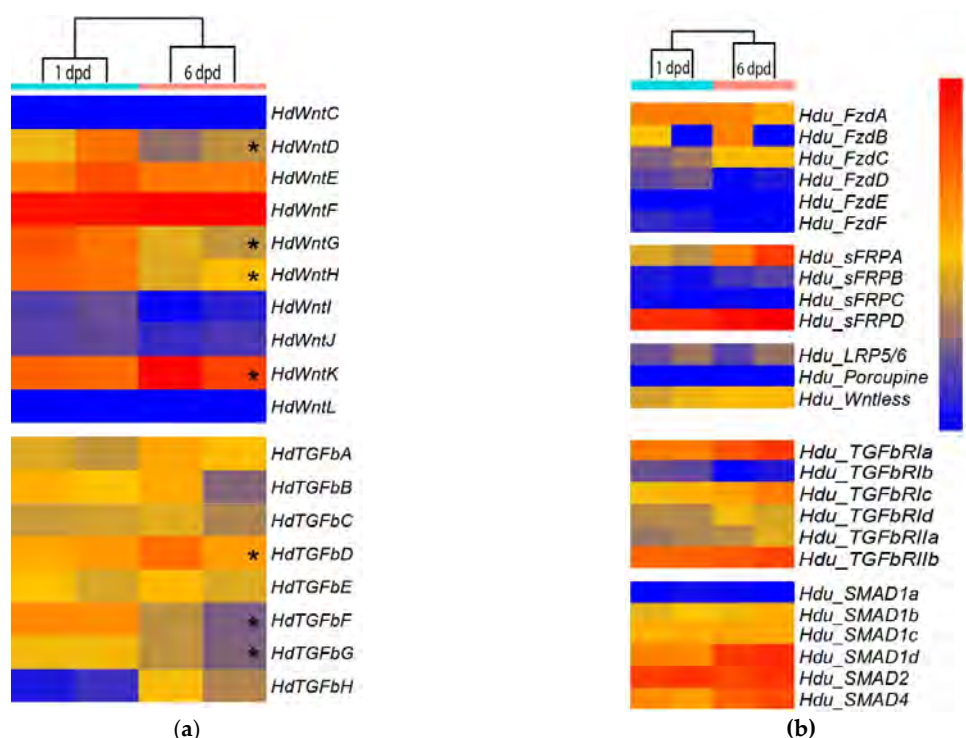 1 dpd 6 dpd
HdWntC
HdWntD
*
HdWntE
HdWntF
HdWntG
*
HdWntH
*
HdWntI
HdWntJ
HdWntK
*
HdWntL
HdTGFbA
HdTGFbB
HdTGFbC
HdTGFbD
*
HdTGFbE
HdTGFbF
*
HdTGFbG
*
HdTGFbH
(a)
1 dpd 6 dpd
Hdu_FzdA
Hdu_FzdB
Hdu_FzdC
Hdu_FzdD
Hdu_FzdE
Hdu_FzdF
Hdu_sFRPA
Hdu_sFRPB
Hdu_sFRPC
Hdu_sFRPD
Hdu_LRP5/6
Hdu_Porcupine
Hdu_Wntless
Hdu_TGFbRIa
Hdu_TGFbRIb
Hdu_TGFbRIc
Hdu_TGFbRId
Hdu_TGFbRIIa
Hdu_TGFbRIIb
Hdu_SMAD1a
Hdu_SMAD1b
Hdu_SMAD1c
Hdu_SMAD1d
Hdu_SMAD2
Hdu_SMAD4
(b)